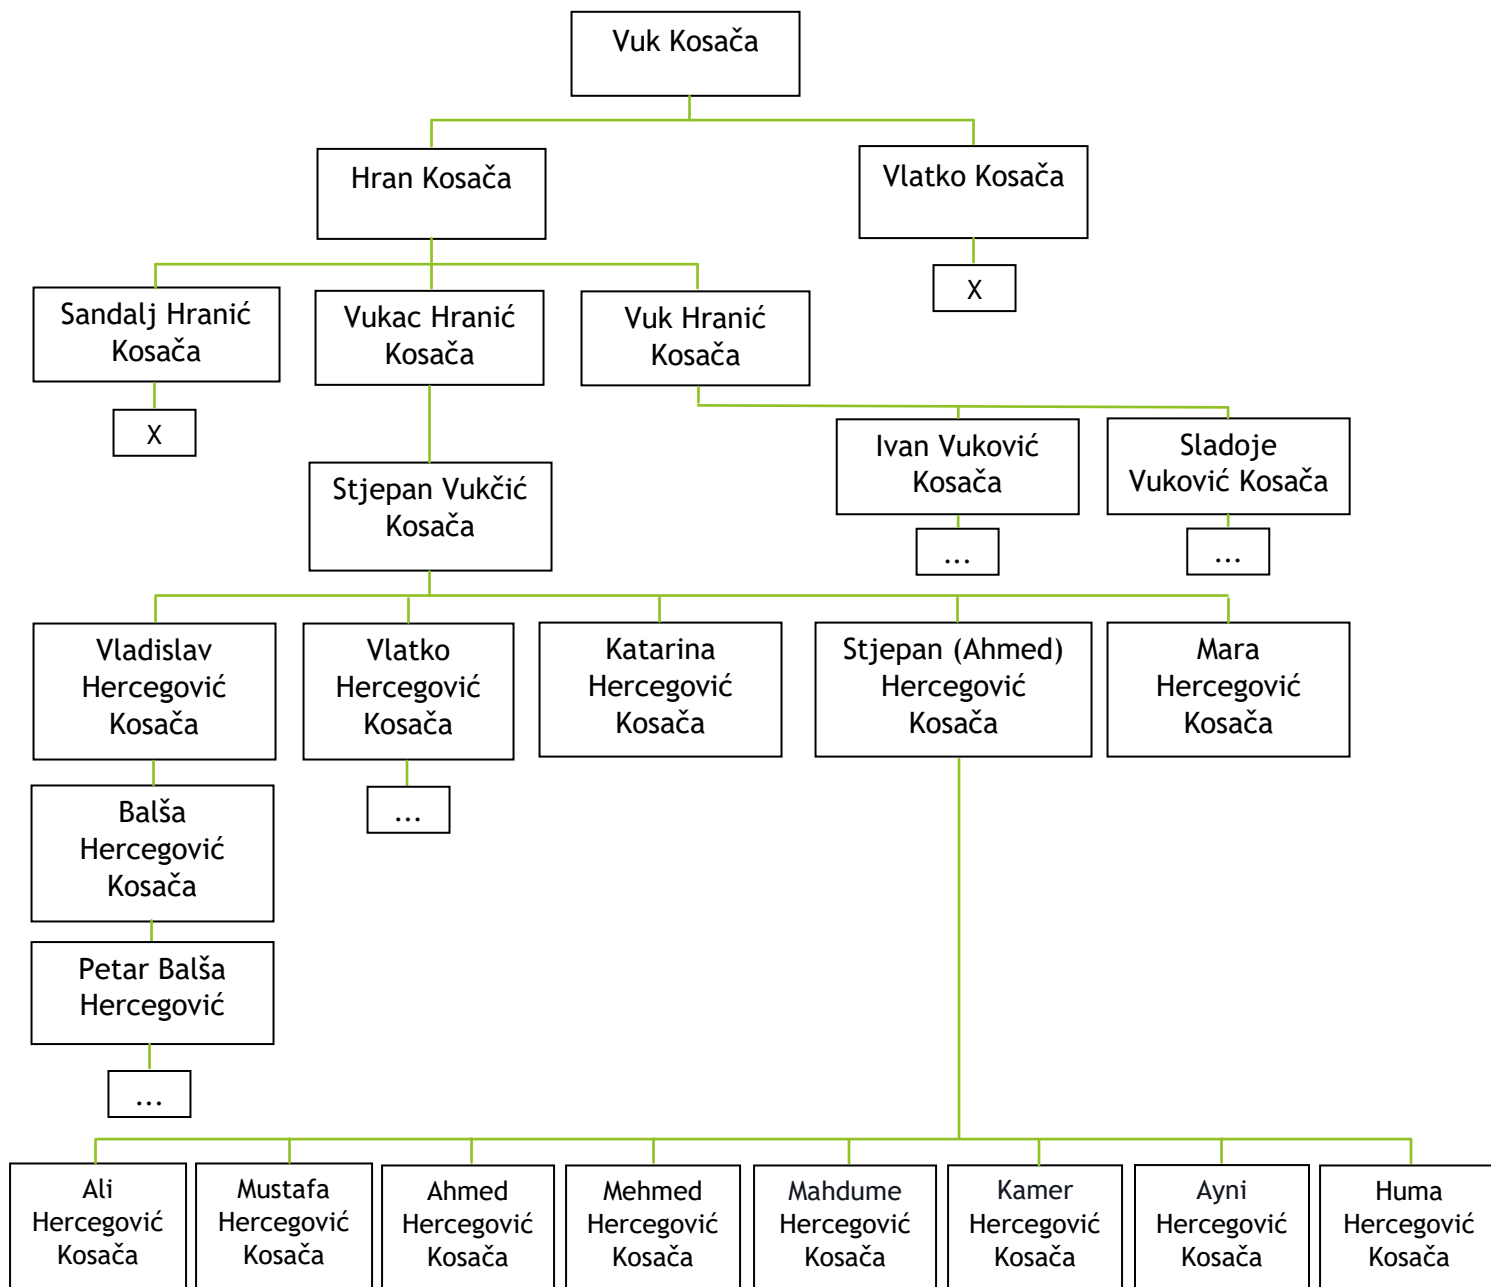 Vuk Kosača
Hran Kosača
Vlatko Kosača
X
Sandalj Hranić
Kosača
Vukac Hranić
Kosača
Vuk Hranić
Kosača
X
Ivan Vuković
Kosača
Sladoje
Vuković Kosača
Stjepan Vukčić
Kosača
...
...
Vladislav
Hercegović
Kosača
Vlatko
Hercegović
Kosača
Katarina
Hercegović
Kosača
Stjepan (Ahmed)
Hercegović
Kosača
Mara
Hercegović
Kosača
Balša
Hercegović
Kosača
...
Petar Balša
Hercegović
...
Ali
Hercegović
Kosača
Mustafa
Hercegović
Kosača
Ahmed
Hercegović
Kosača
Mehmed
Hercegović
Kosača
Mahdume
Hercegović
Kosača
Kamer
Hercegović
Kosača
Ayni
Hercegović
Kosača
Huma
Hercegović
Kosača